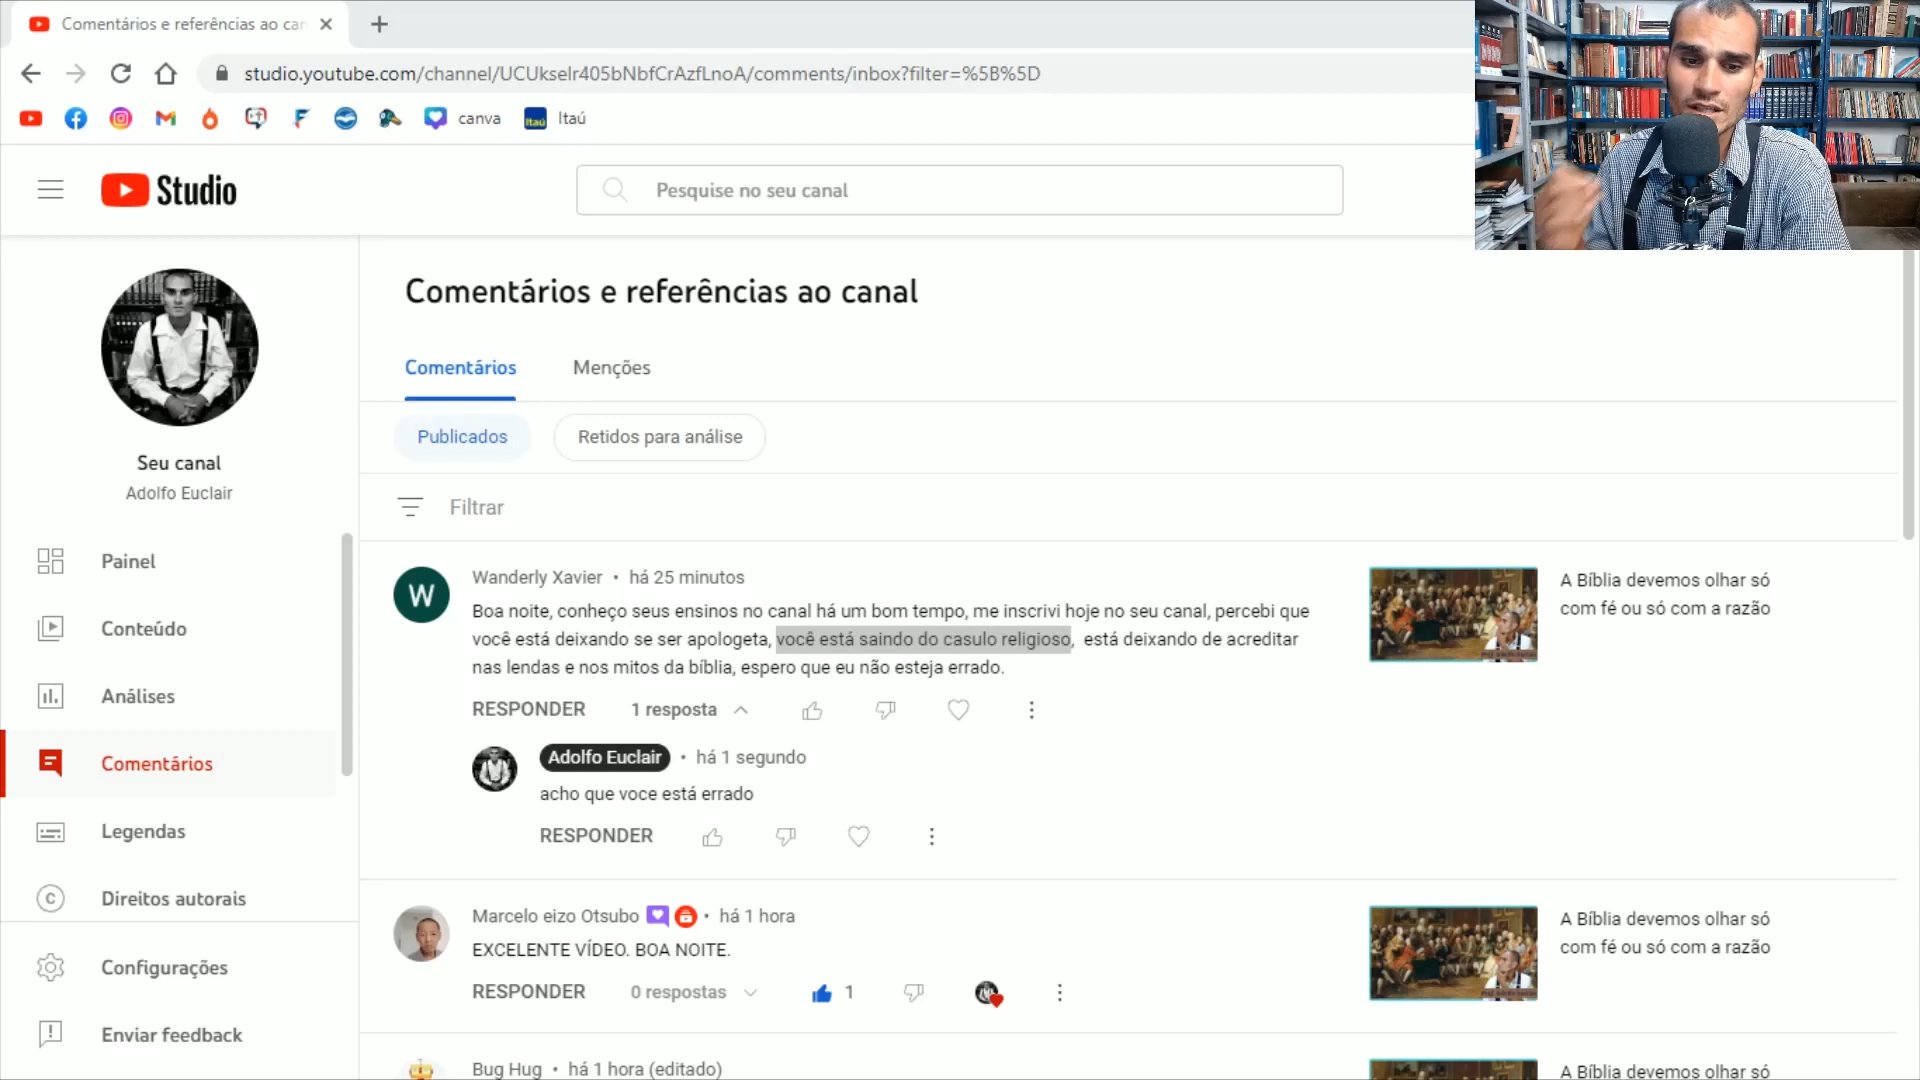 Comentários e referências ao can
studio.youtube.com/channel/UCUkselr405bNbfCrAzfLnoA/comments/inbox?filter=%5B%5D
canva
Itaú
Itaú
Studio
Pesquise no seu canal
Seu canal
Adolfo Euclair
Painel
Conteúdo
Análises
Comentários
Legendas
Direitos autorais
Configurações
Enviar feedback
Comentários e referências ao canal
Comentários
Menções
Publicados
Retidos para análise
Filtrar
W
Wanderly Xavier • há 25 minutos
Boa noite, conheço seus ensinos no canal há um bom tempo, me inscrivi hoje no seu canal, percebi que
você está deixando se ser apologeta, você está saindo do casulo religioso, está deixando de acreditar
nas lendas e nos mitos da bíblia, espero que eu não esteja errado.
RESPONDER 1 resposta
A Bíblia devemos olhar só
com fé ou só com a razão
Adolfo Euclair • há 1 segundo
acho que voce está errado
RESPONDER
Marcelo eizo Otsubo • há 1 hora
EXCELENTE VÍDEO. BOA NOITE.
RESPONDER 0 respostas 1
A Bíblia devemos olhar só
com fé ou só com a razão
Bug Hug • há 1 hora (editado)
A Bíblia devemos olhar só